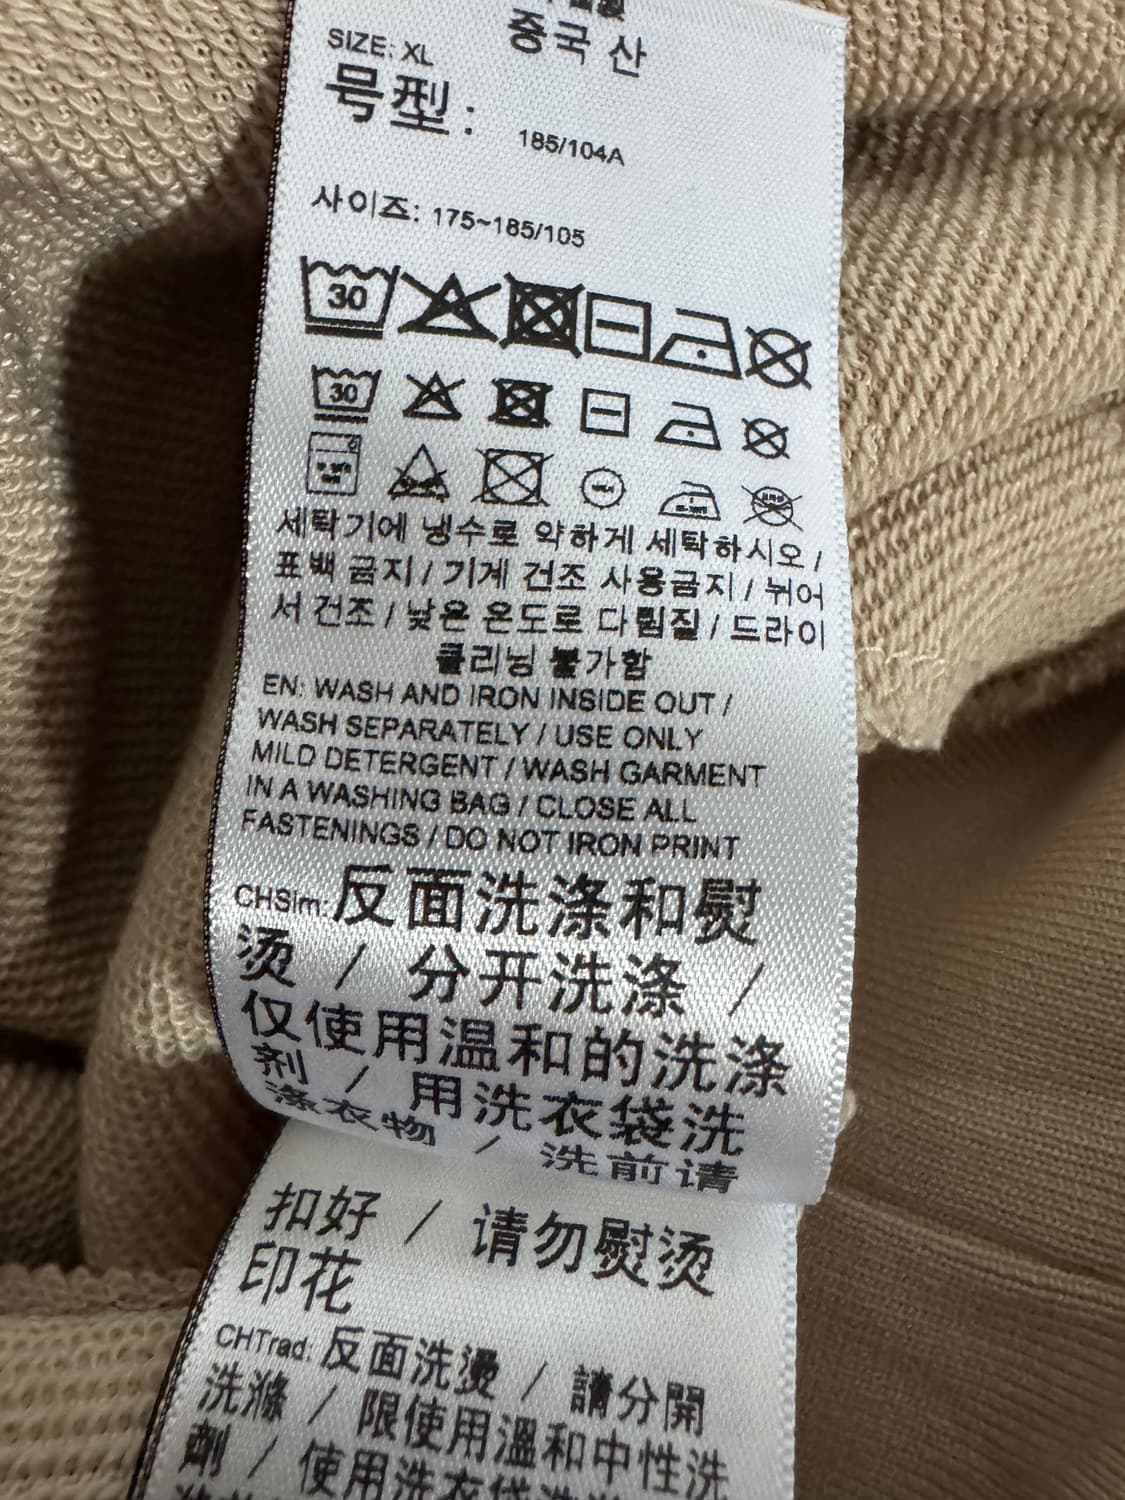 중국 산
SIZE: XL
号型: 185/104A
사이즈: 175~185/105
30
30
세탁기에 냉수로 약하게 세탁하시오 /
표백 금지 / 기계 건조 사용금지 / 뉘어
서 건조 / 낮은 온도로 다림질 / 드라이
클리닝 불가함
EN: WASH AND IRON INSIDE OUT /
WASH SEPARATELY / USE ONLY
MILD DETERGENT / WASH GARMENT
IN A WASHING BAG / CLOSE ALL
FASTENINGS / DO NOT IRON PRINT
CHSim: 反面洗涤和熨
烫 / 分开洗涤 /
仅使用温和的洗涤
剂 / 用洗衣袋洗
涤衣物 / 洗前请
扣好 / 请勿熨烫
印花
CHTrad: 反面洗燙 / 請分開
洗滌 / 限使用溫和中性洗
劑 / 使用洗衣袋洗